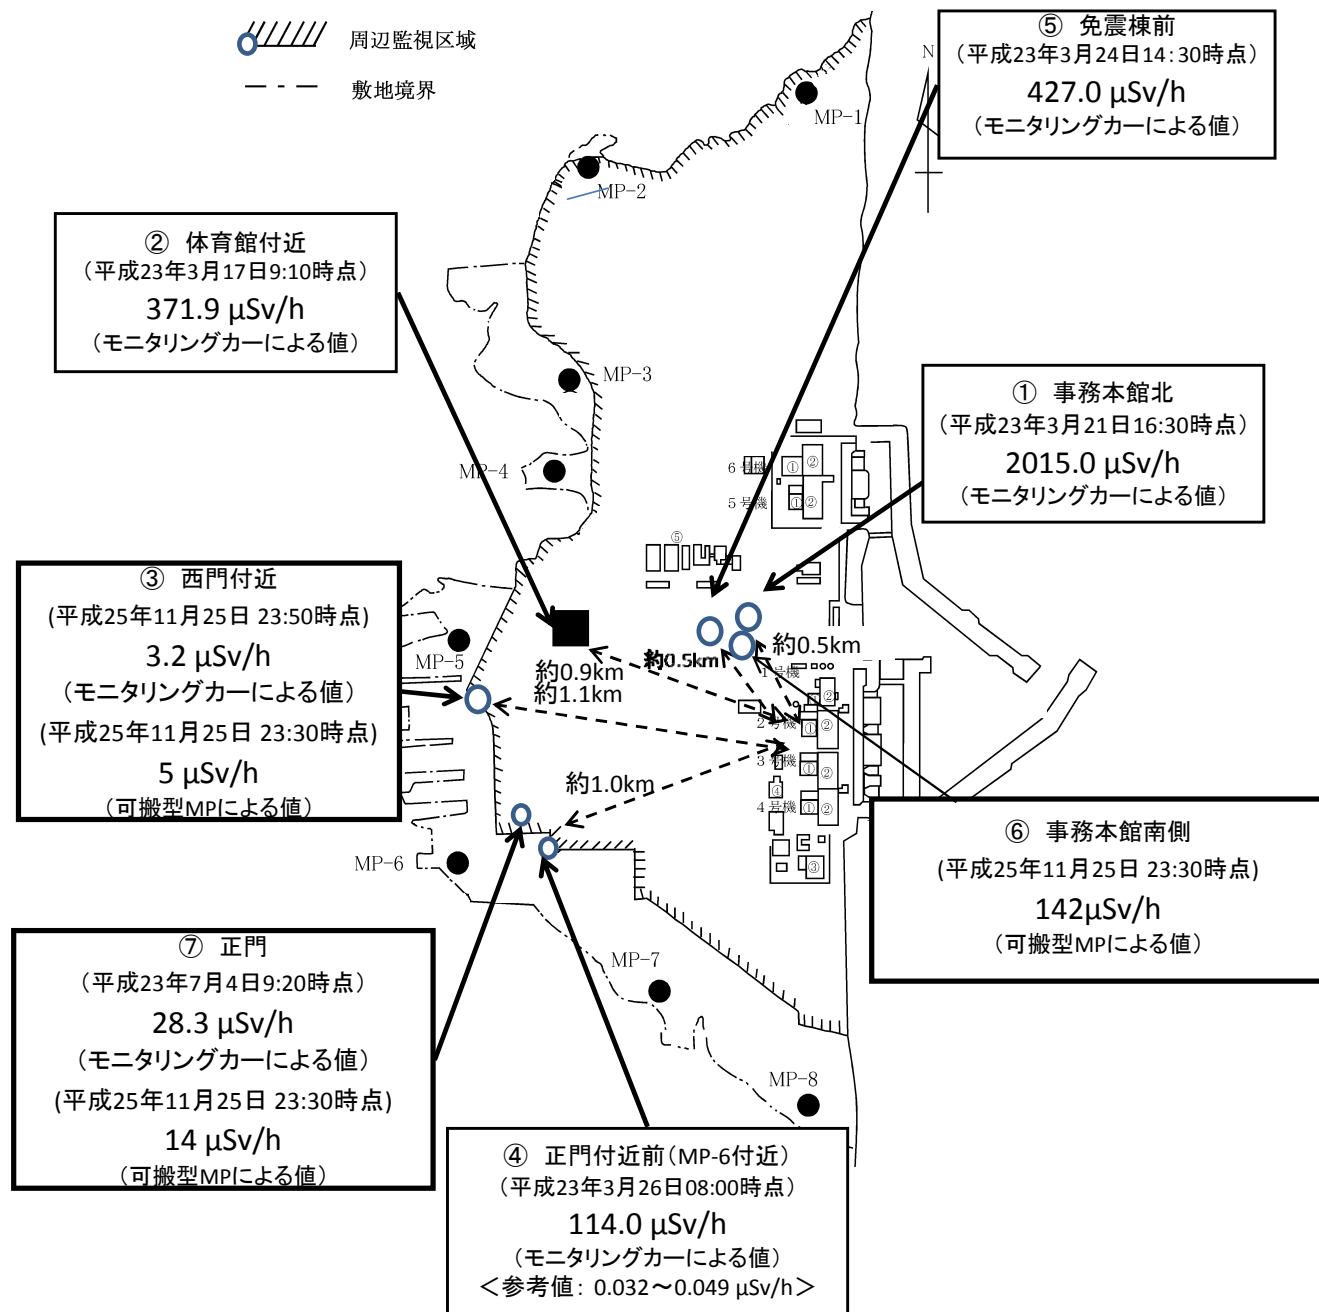 周辺監視区域
敷地境界
⑤ 免震棟前
（平成23年3月24日14:30時点）
427.0 µSv/h
（モニタリングカーによる値）
N
MP-1
MP-2
② 体育館付近
（平成23年3月17日9:10時点）
371.9 µSv/h
（モニタリングカーによる値）
MP-3
① 事務本館北
（平成23年3月21日16:30時点）
2015.0 µSv/h
（モニタリングカーによる値）
MP-4
6号機
①
②
5号機
①
②
⑤
③ 西門付近
(平成25年11月25日 23:50時点)
3.2 µSv/h
（モニタリングカーによる値）
(平成25年11月25日 23:30時点)
5 µSv/h
（可搬型MPによる値）
MP-5
約0.5km
約0.5km
約0.9km
約1.1km
1号機
②
2号機
①
②
3号機
①
②
約1.0km
④
4号機
①
②
③
MP-6
⑥ 事務本館南側
(平成25年11月25日 23:30時点)
142µSv/h
（可搬型MPによる値）
⑦ 正門
（平成23年7月4日9:20時点）
28.3 µSv/h
（モニタリングカーによる値）
(平成25年11月25日 23:30時点)
14 µSv/h
（可搬型MPによる値）
MP-7
MP-8
④ 正門付近前（MP-6付近）
（平成23年3月26日08:00時点）
114.0 µSv/h
（モニタリングカーによる値）
＜参考値： 0.032～0.049 µSv/h＞